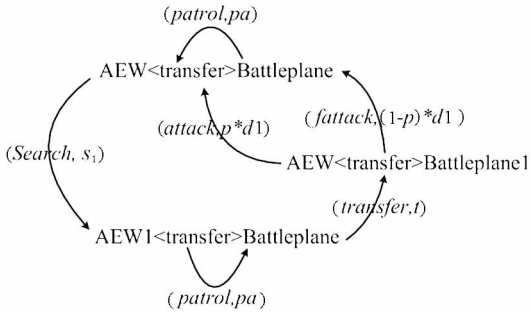 (patrol,pa)
AEW<transfer>Battleplane
(attack,p*d1)
(fattack,(1-p)*d1)
(Search, s₁)
AEW<transfer>Battleplane1
(transfer,t)
AEW1<transfer>Battleplane
(patrol,pa)